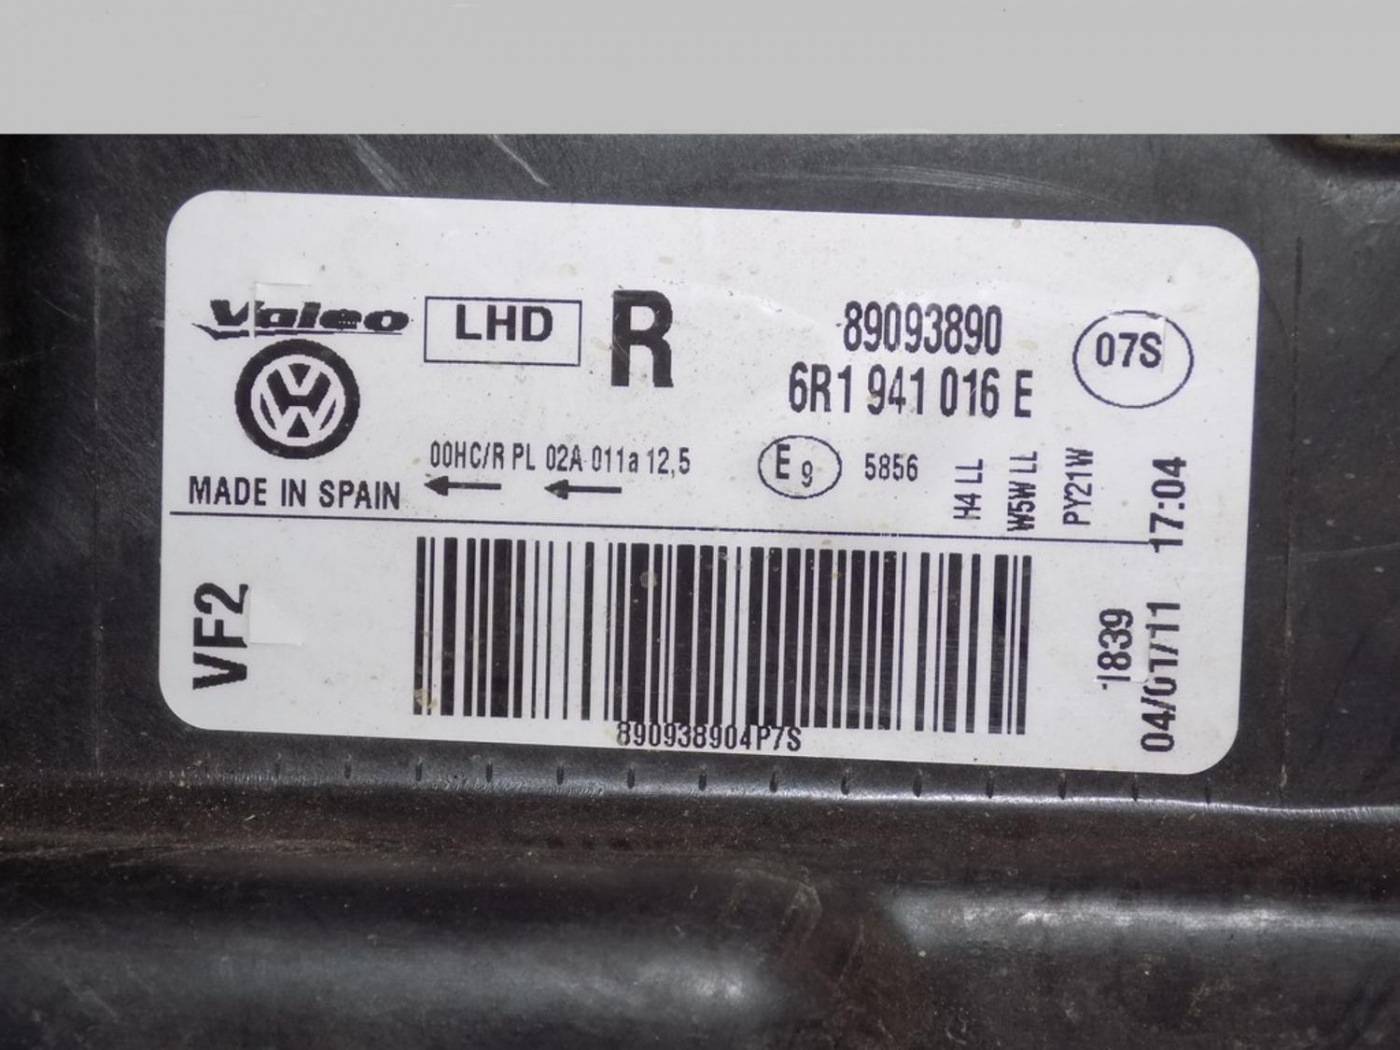 Valeo
LHD
R
89093890
6R1 941 016 E
07S
00HC/R PL 02A 011a 12,5
E9
5856
H4 LL
W5W LL
PY21W
17:04
MADE IN SPAIN
VF2
1839
04/01/11
890938904P7S